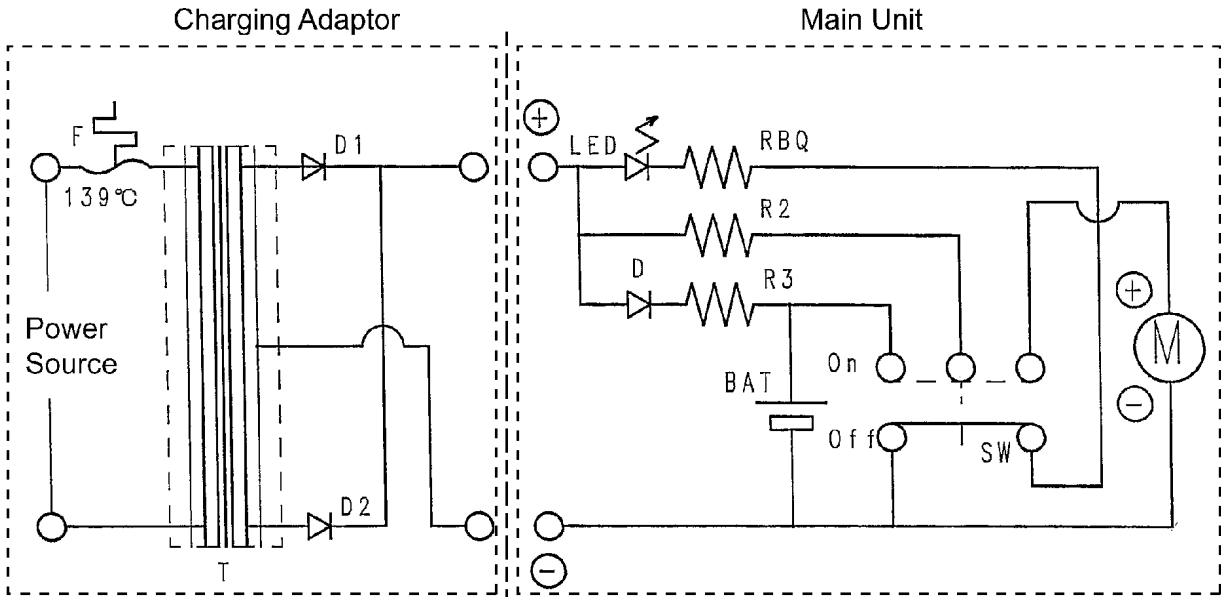 Charging Adaptor
Main Unit
F
139℃
D1
Power
Source
D2
T
+
LED
RBQ
R2
D
R3
On
BAT
Off
SW
+
M
−
−